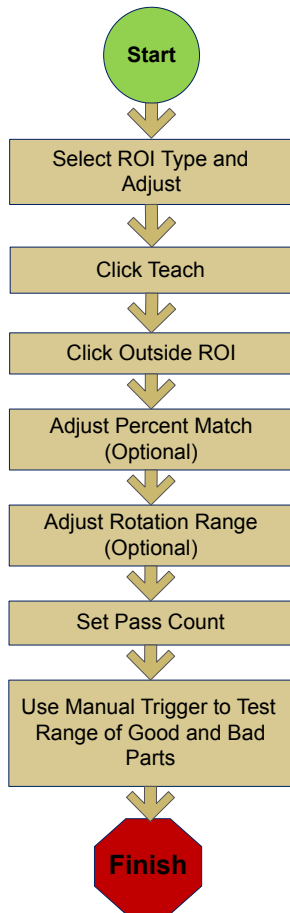 Start
Select ROI Type and
Adjust
Click Teach
Click Outside ROI
Adjust Percent Match
(Optional)
Adjust Rotation Range
(Optional)
Set Pass Count
Use Manual Trigger to Test
Range of Good and Bad
Parts
Finish